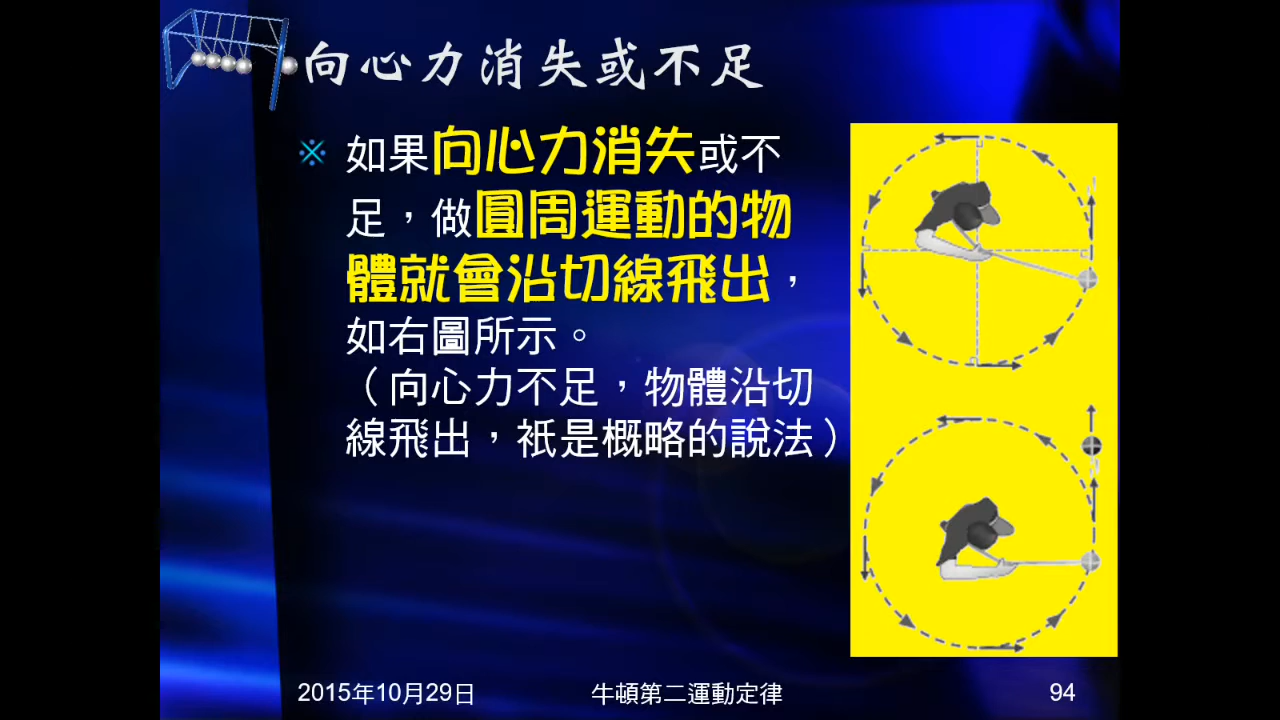 向心力消失或不足
※ 如果向心力消失或不
足，做圓周運動的物
體就會沿切線飛出，
如右圖所示。
（向心力不足，物體沿切
線飛出，祇是概略的說法）
2015年10月29日
牛頓第二運動定律
94